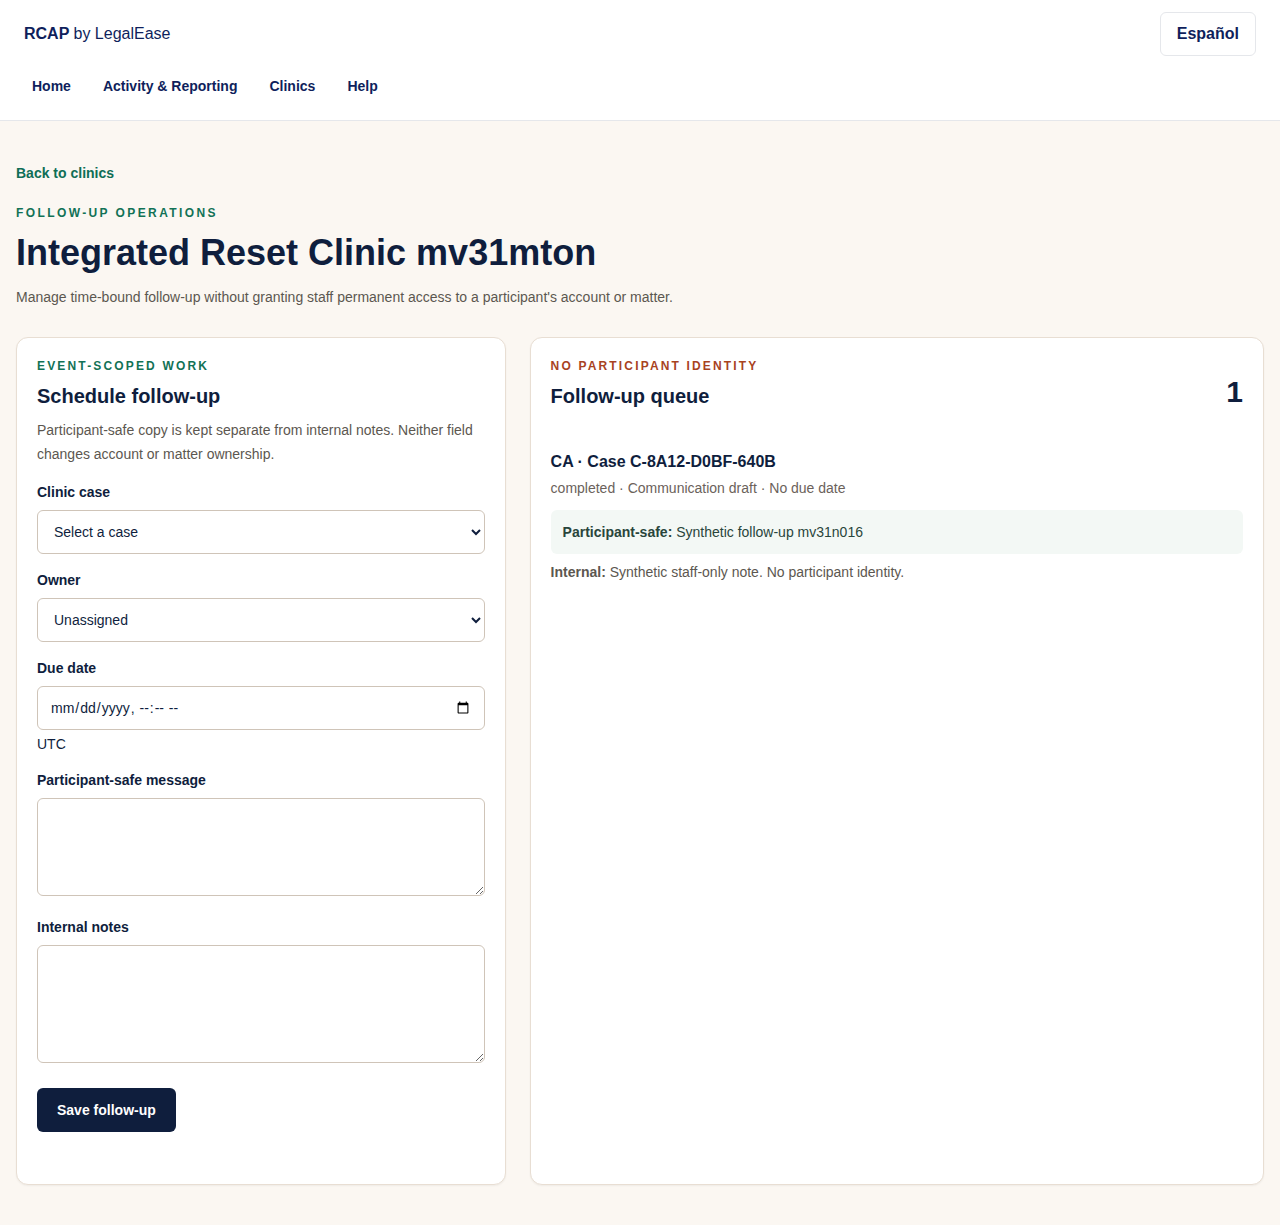 RCAP by LegalEase
Español
Home
Activity & Reporting
Clinics
Help
Back to clinics
FOLLOW-UP OPERATIONS
Integrated Reset Clinic mv31mton
Manage time-bound follow-up without granting staff permanent access to a participant's account or matter.
EVENT-SCOPED WORK
Schedule follow-up
Participant-safe copy is kept separate from internal notes. Neither field
changes account or matter ownership.
Clinic case
Select a case
Owner
Unassigned
Due date
mm/dd/yyyy, --:-- --
UTC
Participant-safe message
Internal notes
Save follow-up
NO PARTICIPANT IDENTITY
Follow-up queue
1
CA · Case C-8A12-D0BF-640B
completed · Communication draft · No due date
Participant-safe: Synthetic follow-up mv31n016
Internal: Synthetic staff-only note. No participant identity.